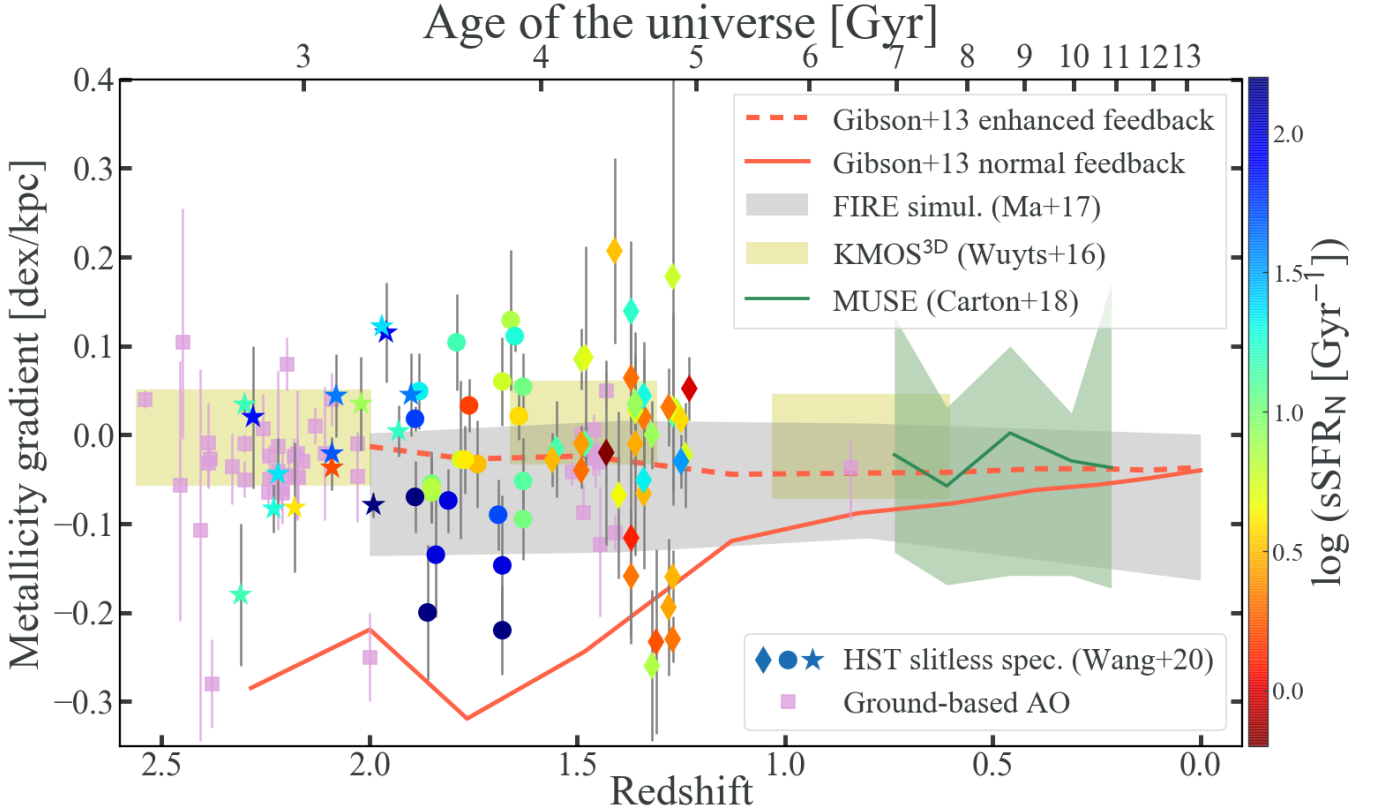 Age of the universe [Gyr]
3 4 5 6 7 8 9 10 11 12 13
Metallicity gradient [dex/kpc]
0.4
0.3
0.2
0.1
0.0
−0.1
−0.2
−0.3
Gibson+13 enhanced feedback
Gibson+13 normal feedback
FIRE simul. (Ma+17)
KMOS3D (Wuyts+16)
MUSE (Carton+18)
HST slitless spec. (Wang+20)
Ground-based AO
2.5 2.0 1.5 1.0 0.5 0.0
Redshift
2.0
1.5
1.0
0.5
0.0
log (sSFRN [Gyr−1])